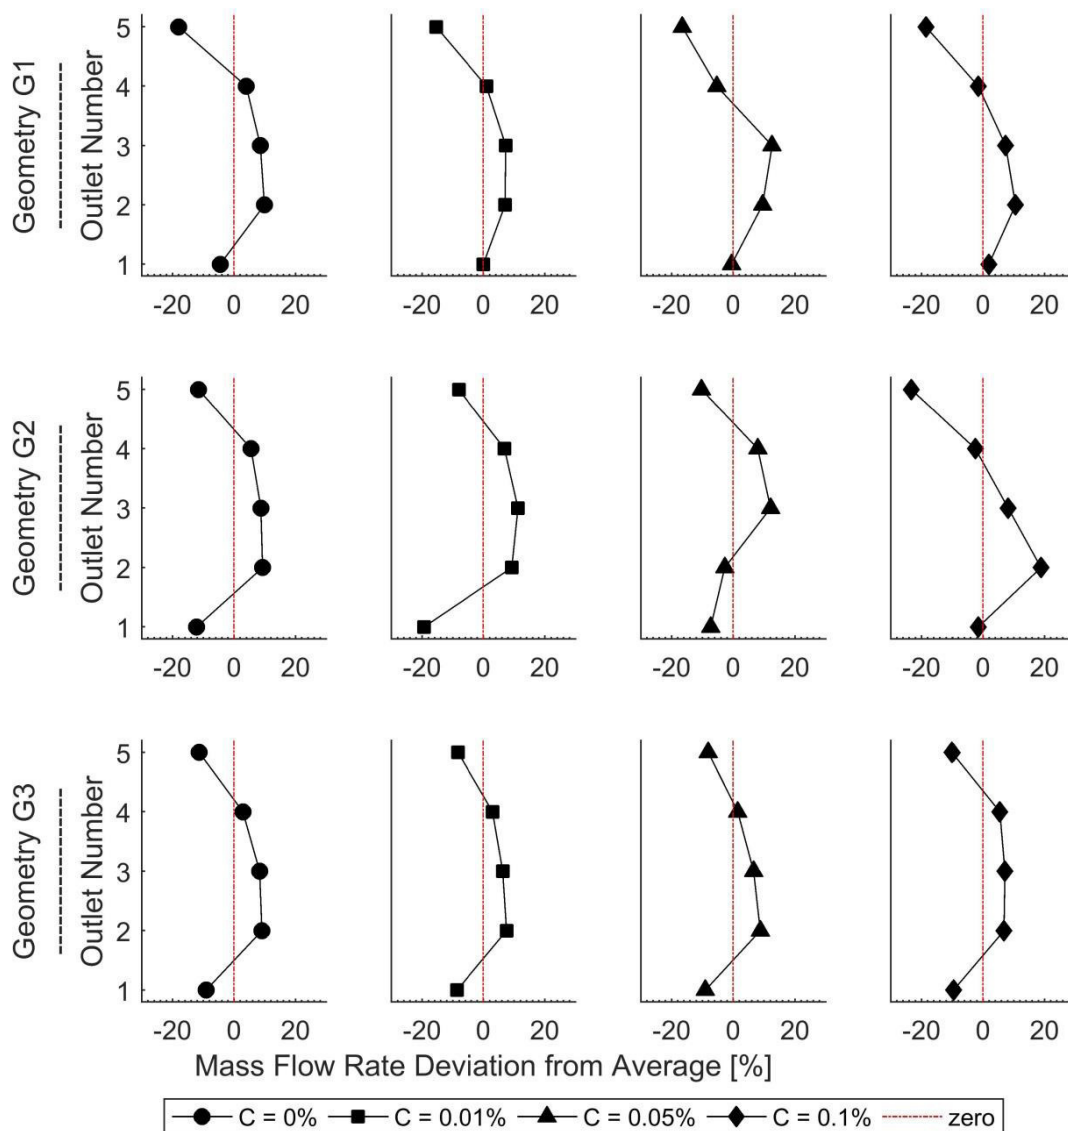 Geometry G1
Outlet Number
5
4
3
2
1
-20 0 20
-20 0 20
-20 0 20
-20 0 20
Geometry G2
Outlet Number
5
4
3
2
1
-20 0 20
-20 0 20
-20 0 20
-20 0 20
Geometry G3
Outlet Number
5
4
3
2
1
-20 0 20
-20 0 20
-20 0 20
-20 0 20
Mass Flow Rate Deviation from Average [%]
C = 0% C = 0.01% C = 0.05% C = 0.1% zero